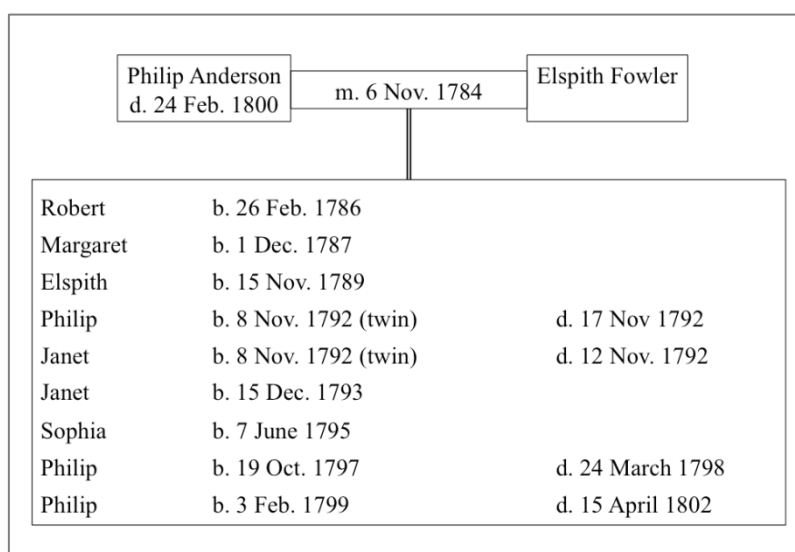 Philip Anderson
d. 24 Feb. 1800
m. 6 Nov. 1784
Elspith Fowler
Robert b. 26 Feb. 1786
Margaret b. 1 Dec. 1787
Elspith b. 15 Nov. 1789
Philip b. 8 Nov. 1792 (twin) d. 17 Nov 1792
Janet b. 8 Nov. 1792 (twin) d. 12 Nov. 1792
Janet b. 15 Dec. 1793
Sophia b. 7 June 1795
Philip b. 19 Oct. 1797 d. 24 March 1798
Philip b. 3 Feb. 1799 d. 15 April 1802